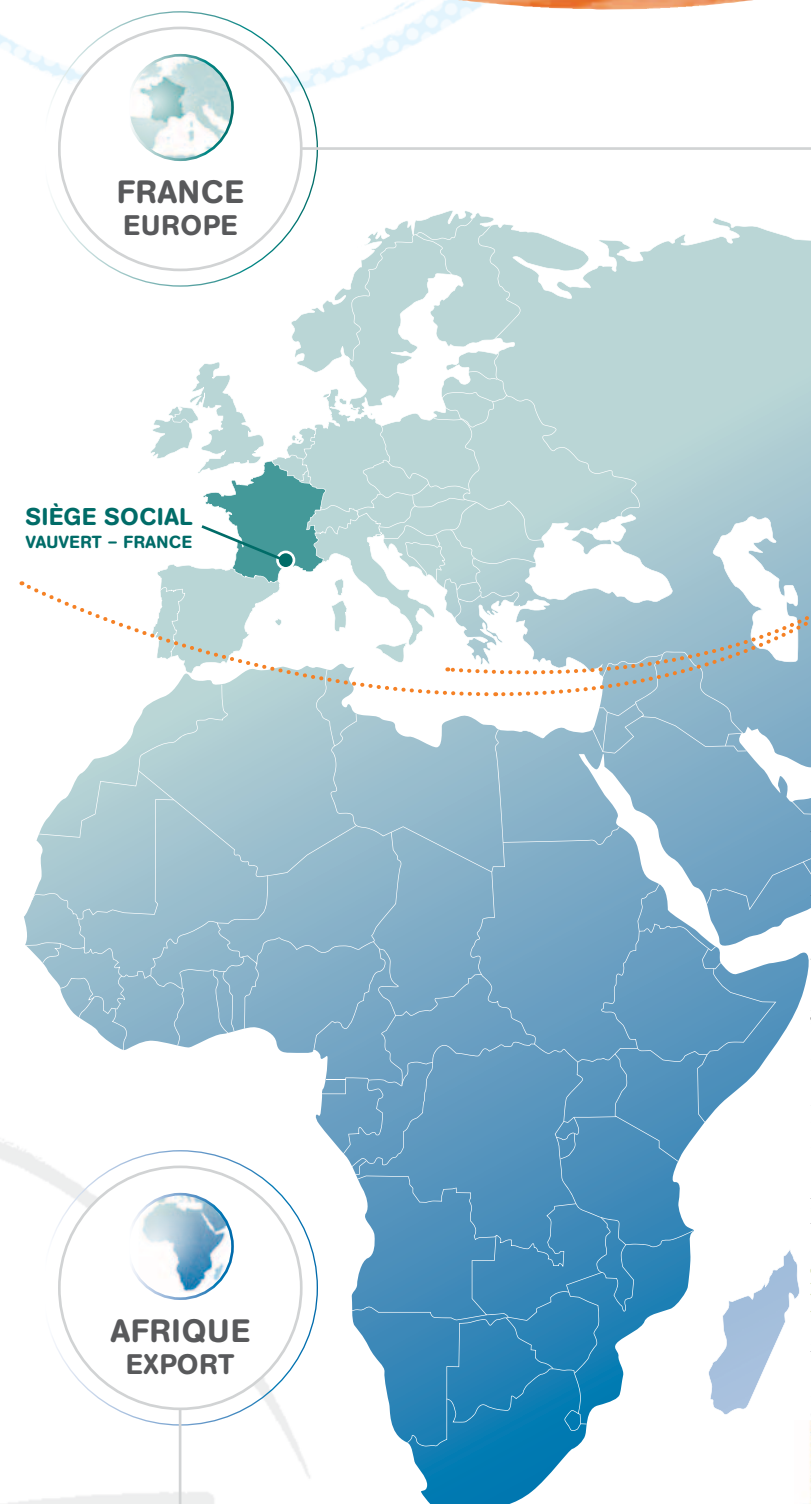 FRANCE
EUROPE
SIÈGE SOCIAL
VAUVERT – FRANCE
AFRIQUE
EXPORT